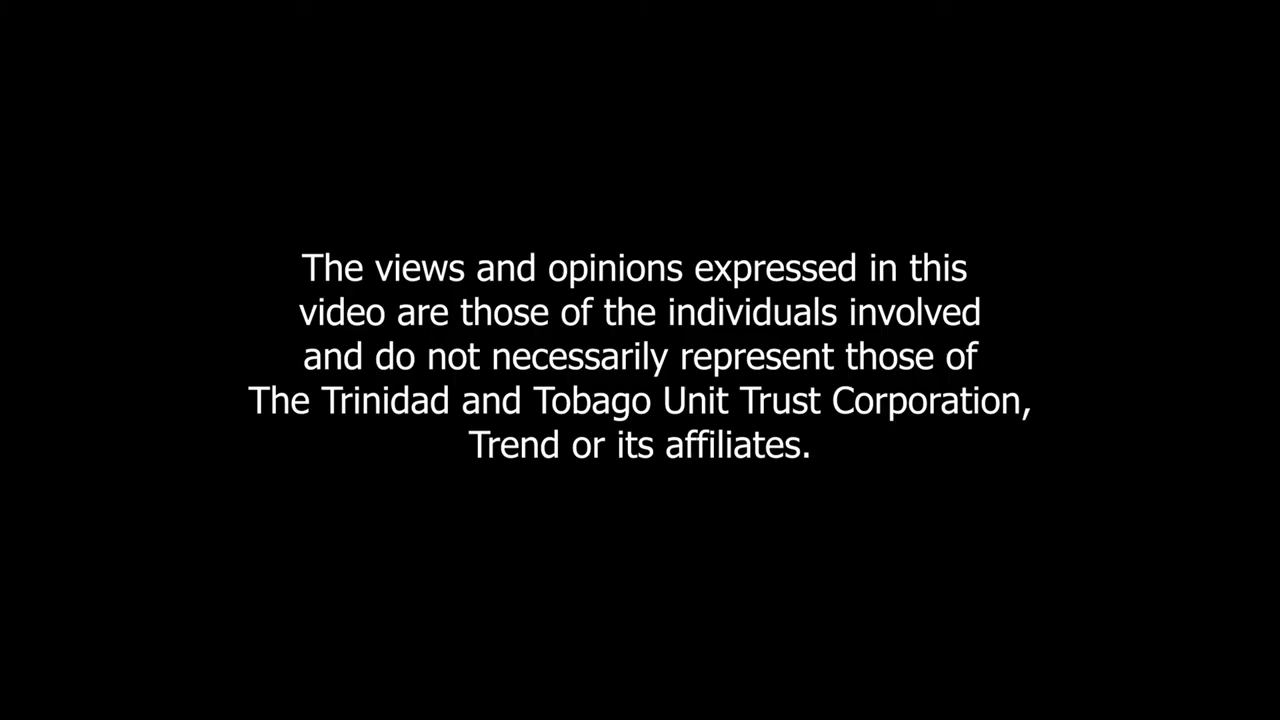 The views and opinions expressed in this
video are those of the individuals involved
and do not necessarily represent those of
The Trinidad and Tobago Unit Trust Corporation,
Trend or its affiliates.